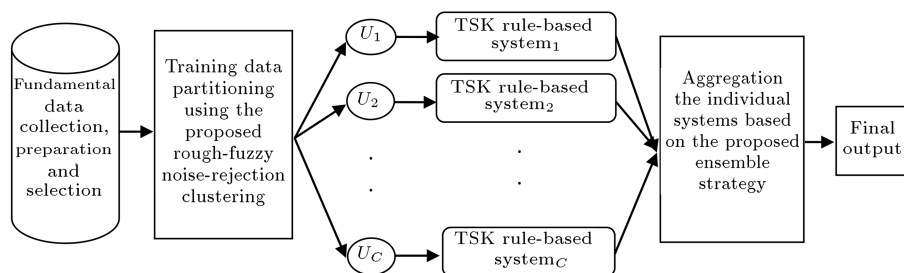 Fundamental
data
collection,
preparation
and
selection
Training data
partitioning
using the
proposed
rough-fuzzy
noise-rejection
clustering
U1
U2
UC
TSK rule-based
system1
TSK rule-based
system2
TSK rule-based
systemC
Aggregation
the individual
systems based
on the proposed
ensemble
strategy
Final
output